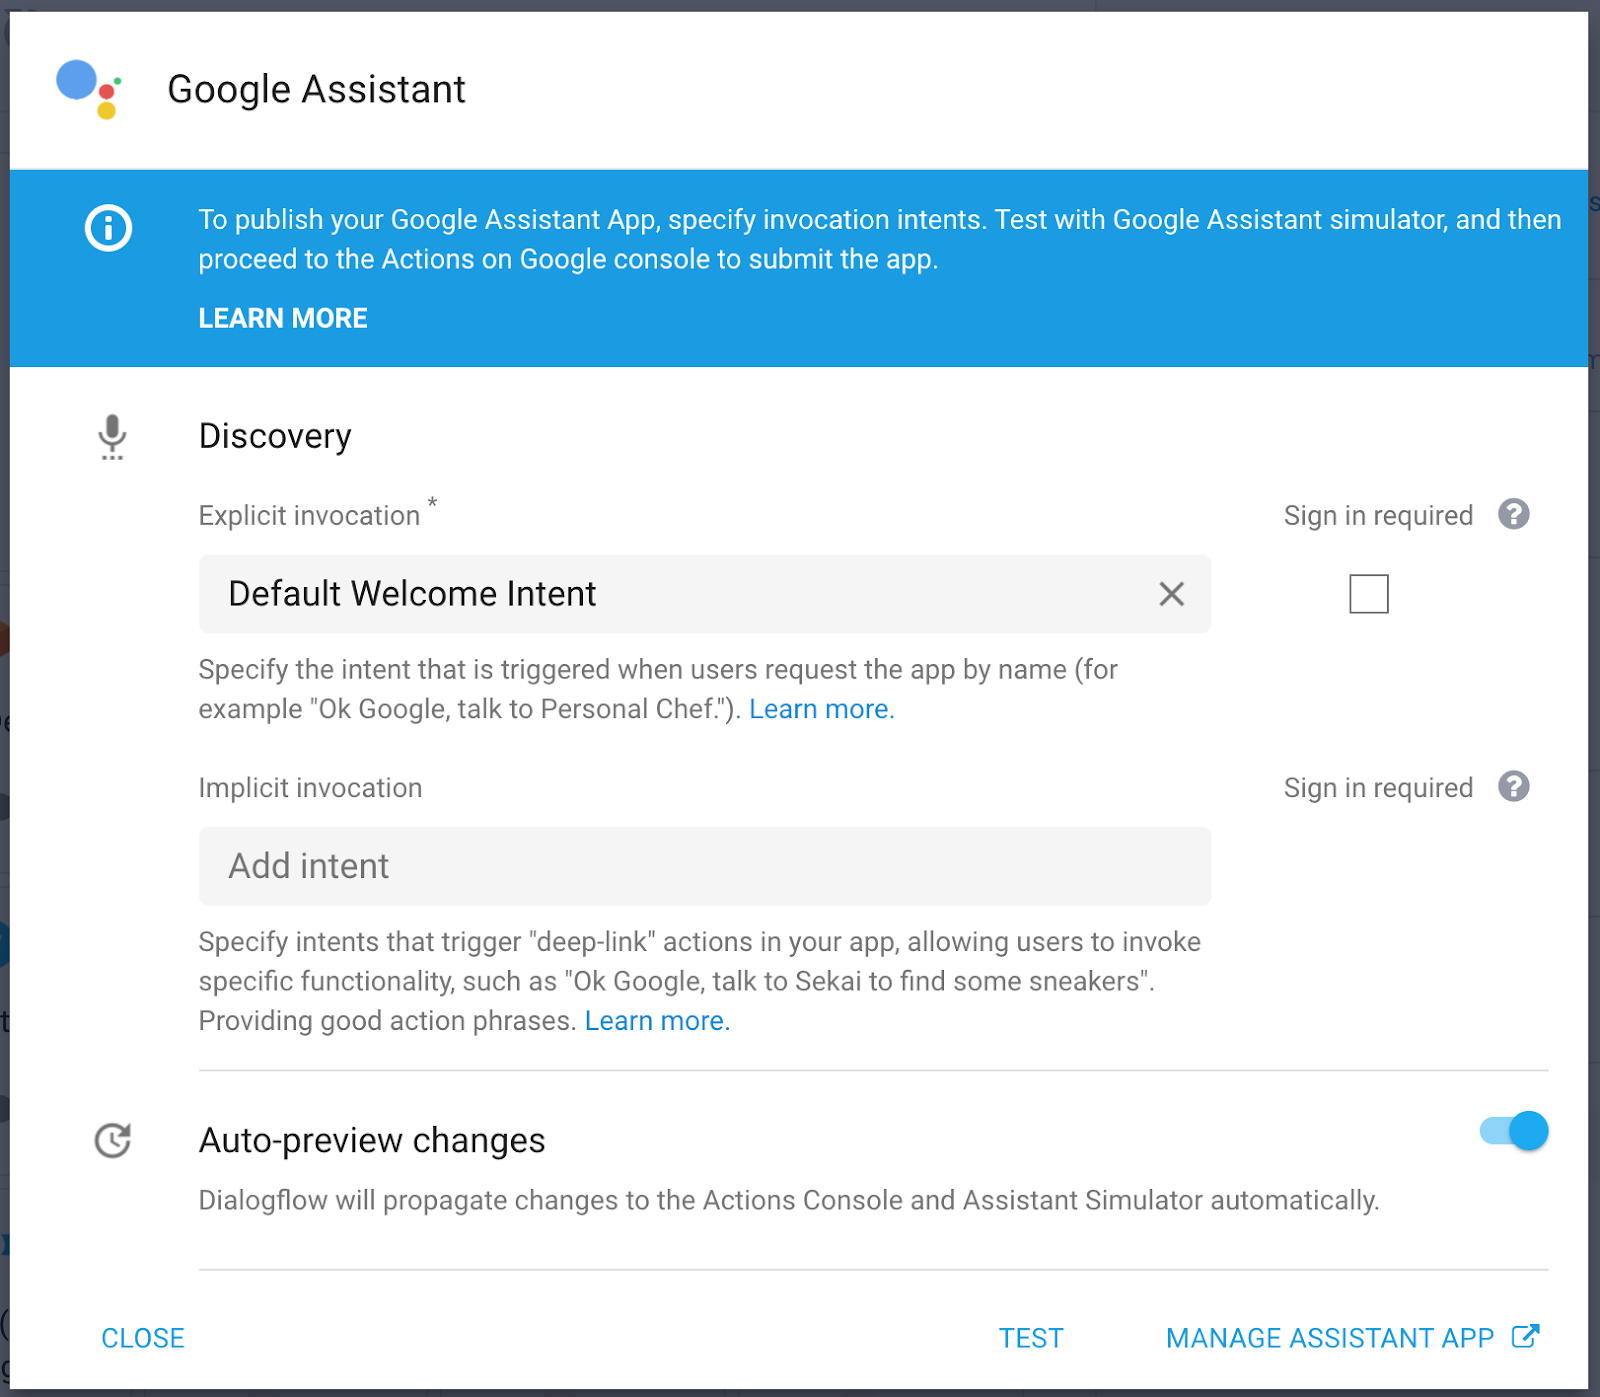 Google Assistant
To publish your Google Assistant App, specify invocation intents. Test with Google Assistant simulator, and then
proceed to the Actions on Google console to submit the app.
LEARN MORE
Discovery
Explicit invocation *
Sign in required ?
Default Welcome Intent
Specify the intent that is triggered when users request the app by name (for
example "Ok Google, talk to Personal Chef."). Learn more.
Implicit invocation
Sign in required ?
Add intent
Specify intents that trigger "deep-link" actions in your app, allowing users to invoke
specific functionality, such as "Ok Google, talk to Sekai to find some sneakers".
Providing good action phrases. Learn more.
Auto-preview changes
Dialogflow will propagate changes to the Actions Console and Assistant Simulator automatically.
CLOSE
TEST
MANAGE ASSISTANT APP